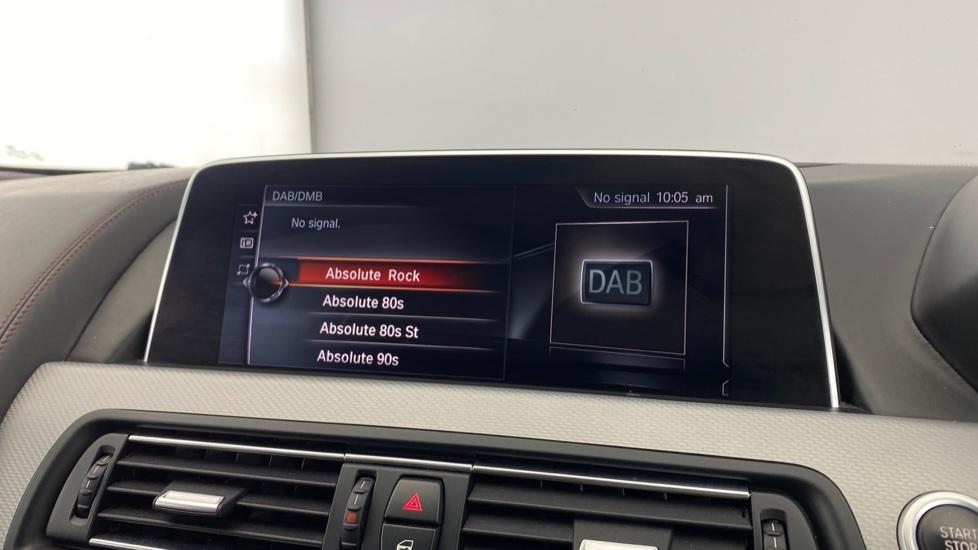 DAB/DMB
No signal 10:05 am
No signal.
Absolute Rock
Absolute 80s
Absolute 80s St
Absolute 90s
DAB
START
STOP